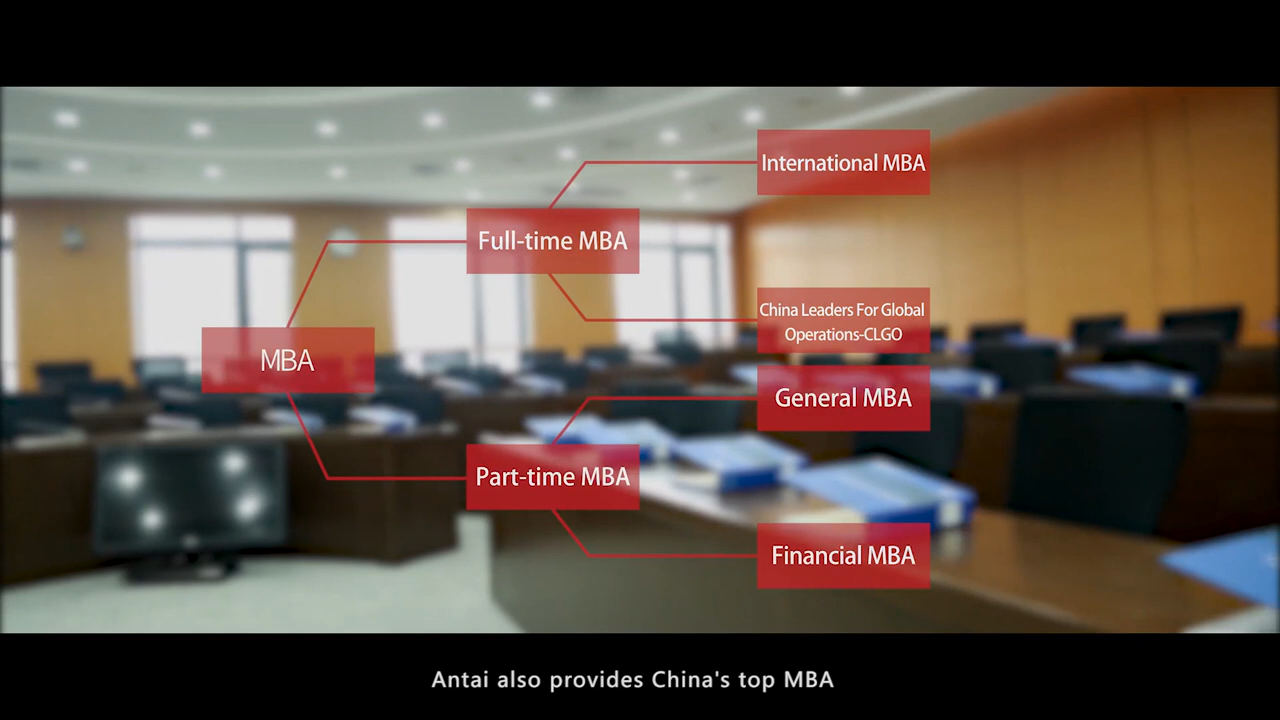 International MBA
Full-time MBA
China Leaders For Global
Operations-CLGO
MBA
General MBA
Part-time MBA
Financial MBA
Antai also provides China's top MBA